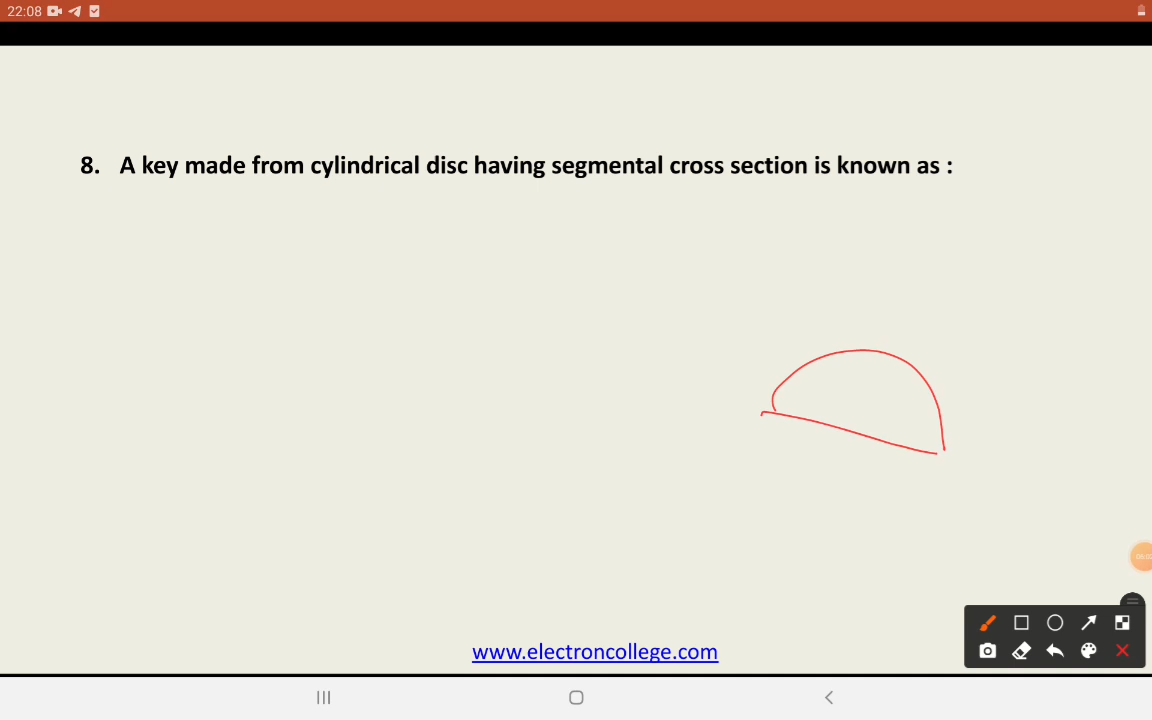 22:08
8. A key made from cylindrical disc having segmental cross section is known as :
www.electroncollege.com